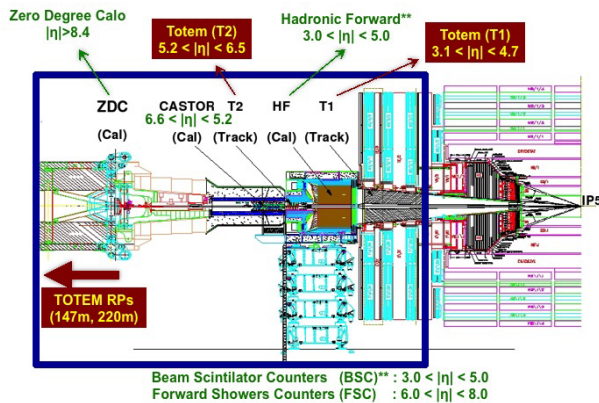 Zero Degree Calo
|η|>8.4
Totem (T2)
5.2 < |η| < 6.5
Hadronic Forward**
3.0 < |η| < 5.0
Totem (T1)
3.1 < |η| < 4.7
ZDC
(Cal)
CASTOR T2
6.6 < |η| < 5.2
(Cal) (Track)
HF T1
(Cal) (Track)
IP5
TOTEM RPs
(147m, 220m)
Beam Scintilator Counters (BSC)** : 3.0 < |η| < 5.0
Forward Showers Counters (FSC) : 6.0 < |η| < 8.0